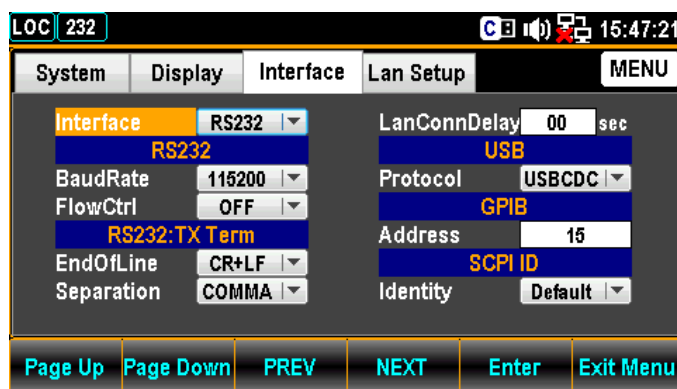 LOC 232 C 15:47:21
System Display Interface Lan Setup MENU
Interface RS232 LanConnDelay 00 sec
RS232 USB
BaudRate 115200 Protocol USBCDC
FlowCtrl OFF GPIB
RS232:TX Term Address 15
EndOfLine CR+LF SCPI ID
Separation COMMA Identity Default
Page Up Page Down PREV NEXT Enter Exit Menu